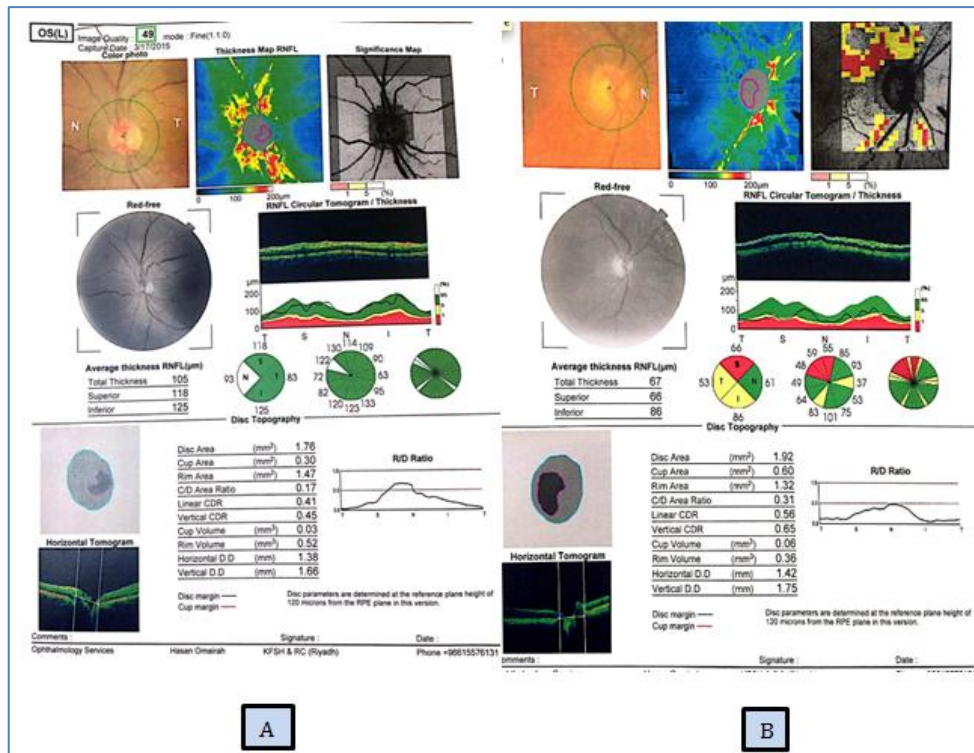 OS(L)
Image Quality : 49 mode : Fine(1.1.0)
Capture Date : 3/17/2015
Color photo
Thickness Map RNFL
Significance Map
N T
0 100 200µm
1 5 (%)
Red-free
RNFL Circular Tomogram / Thickness
µm
200
100
0
T S N I T
(%)
95
5
1
Average thickness RNFL(µm)
Total Thickness 105
Superior 118
Inferior 125
118
93 N S T I 83
125
114
130 109
122 90
72 63
82 95
120 133
123
Disc Topography
Disc Area (mm²) 1.76
Cup Area (mm²) 0.30
Rim Area (mm²) 1.47
C/D Area Ratio 0.17
Linear CDR 0.41
Vertical CDR 0.45
Cup Volume (mm³) 0.03
Rim Volume (mm³) 0.52
Horizontal D.D (mm) 1.38
Vertical D.D (mm) 1.66
R/D Ratio
Horizontal Tomogram
Disc margin
Cup margin
Disc parameters are determined at the reference plane height of
120 microns from the RPE plane in this version.
Comments :
Signature :
Date :
Ophthalmology Services Hasan Omairah KFSH & RC (Riyadh) Phone +96615576131
A
T N
0 100 200µm
1 5 (%)
Red-free
RNFL Circular Tomogram / Thickness
µm
200
100
0
T S N I T
(%)
Average thickness RNFL(µm)
Total Thickness 67
Superior 66
Inferior 86
66
53 T S N I 61
86
55
59 85
48 93
49 37
64 53
83 75
101
Disc Topography
Disc Area (mm²) 1.92
Cup Area (mm²) 0.60
Rim Area (mm²) 1.32
C/D Area Ratio 0.31
Linear CDR 0.56
Vertical CDR 0.65
Cup Volume (mm³) 0.06
Rim Volume (mm³) 0.36
Horizontal D.D (mm) 1.42
Vertical D.D (mm) 1.75
R/D Ratio
Horizontal Tomogram
Disc margin
Cup margin
Disc parameters are determined at the reference plane height of
120 microns from the RPE plane in this version.
omments :
Signature :
Date :
B